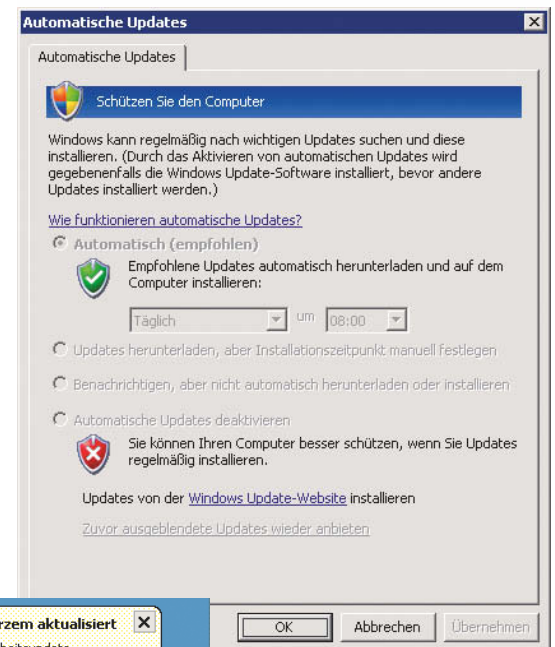 Automatische Updates
Automatische Updates
Schützen Sie den Computer
Windows kann regelmäßig nach wichtigen Updates suchen und diese
installieren. (Durch das Aktivieren von automatischen Updates wird
gegebenenfalls die Windows Update-Software installiert, bevor andere
Updates installiert werden.)
Wie funktionieren automatische Updates?
Automatisch (empfohlen)
Empfohlene Updates automatisch herunterladen und auf dem
Computer installieren:
Täglich um 08:00
Updates herunterladen, aber Installationszeitpunkt manuell festlegen
Benachrichtigen, aber nicht automatisch herunterladen oder installieren
Automatische Updates deaktivieren
Sie können Ihren Computer besser schützen, wenn Sie Updates
regelmäßig installieren.
Updates von der Windows Update-Website installieren
Zuvor ausgeblendete Updates wieder anbieten
aktualisiert
OK Abbrechen Übernehmen